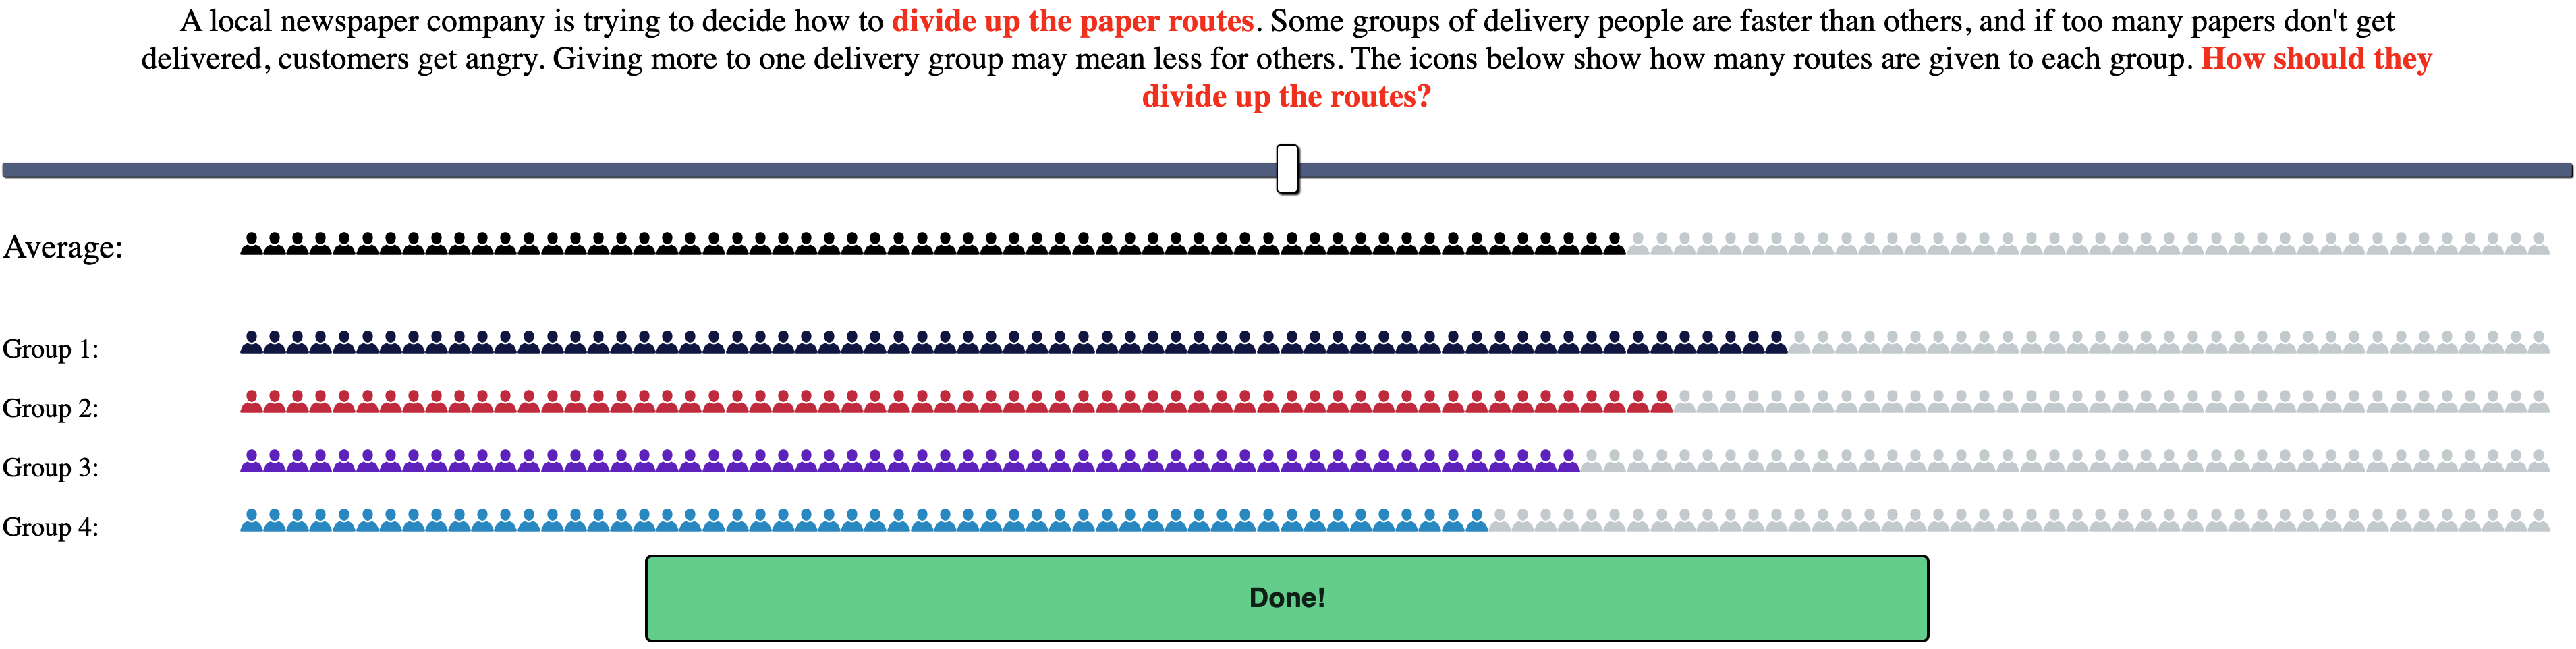 A local newspaper company is trying to decide how to divide up the paper routes. Some groups of delivery people are faster than others, and if too many papers don't get
delivered, customers get angry. Giving more to one delivery group may mean less for others. The icons below show how many routes are given to each group. How should they
divide up the routes?
Average:
Group 1:
Group 2:
Group 3:
Group 4:
Done!